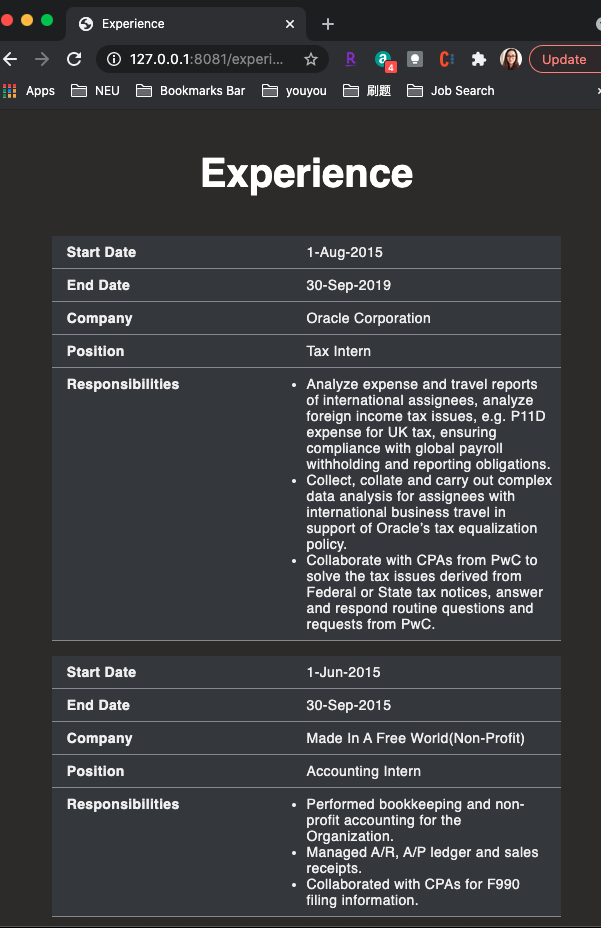 Experience
127.0.0.1:8081/experi...
R
a
4
C
Update
Apps
NEU
Bookmarks Bar
youyou
刷题
Job Search
Experience
Start Date 1-Aug-2015
End Date 30-Sep-2019
Company Oracle Corporation
Position Tax Intern
Responsibilities • Analyze expense and travel reports
of international assignees, analyze
foreign income tax issues, e.g. P11D
expense for UK tax, ensuring
compliance with global payroll
withholding and reporting obligations.
• Collect, collate and carry out complex
data analysis for assignees with
international business travel in
support of Oracle’s tax equalization
policy.
• Collaborate with CPAs from PwC to
solve the tax issues derived from
Federal or State tax notices, answer
and respond routine questions and
requests from PwC.
Start Date 1-Jun-2015
End Date 30-Sep-2015
Company Made In A Free World(Non-Profit)
Position Accounting Intern
Responsibilities • Performed bookkeeping and non-
profit accounting for the
Organization.
• Managed A/R, A/P ledger and sales
receipts.
• Collaborated with CPAs for F990
filing information.